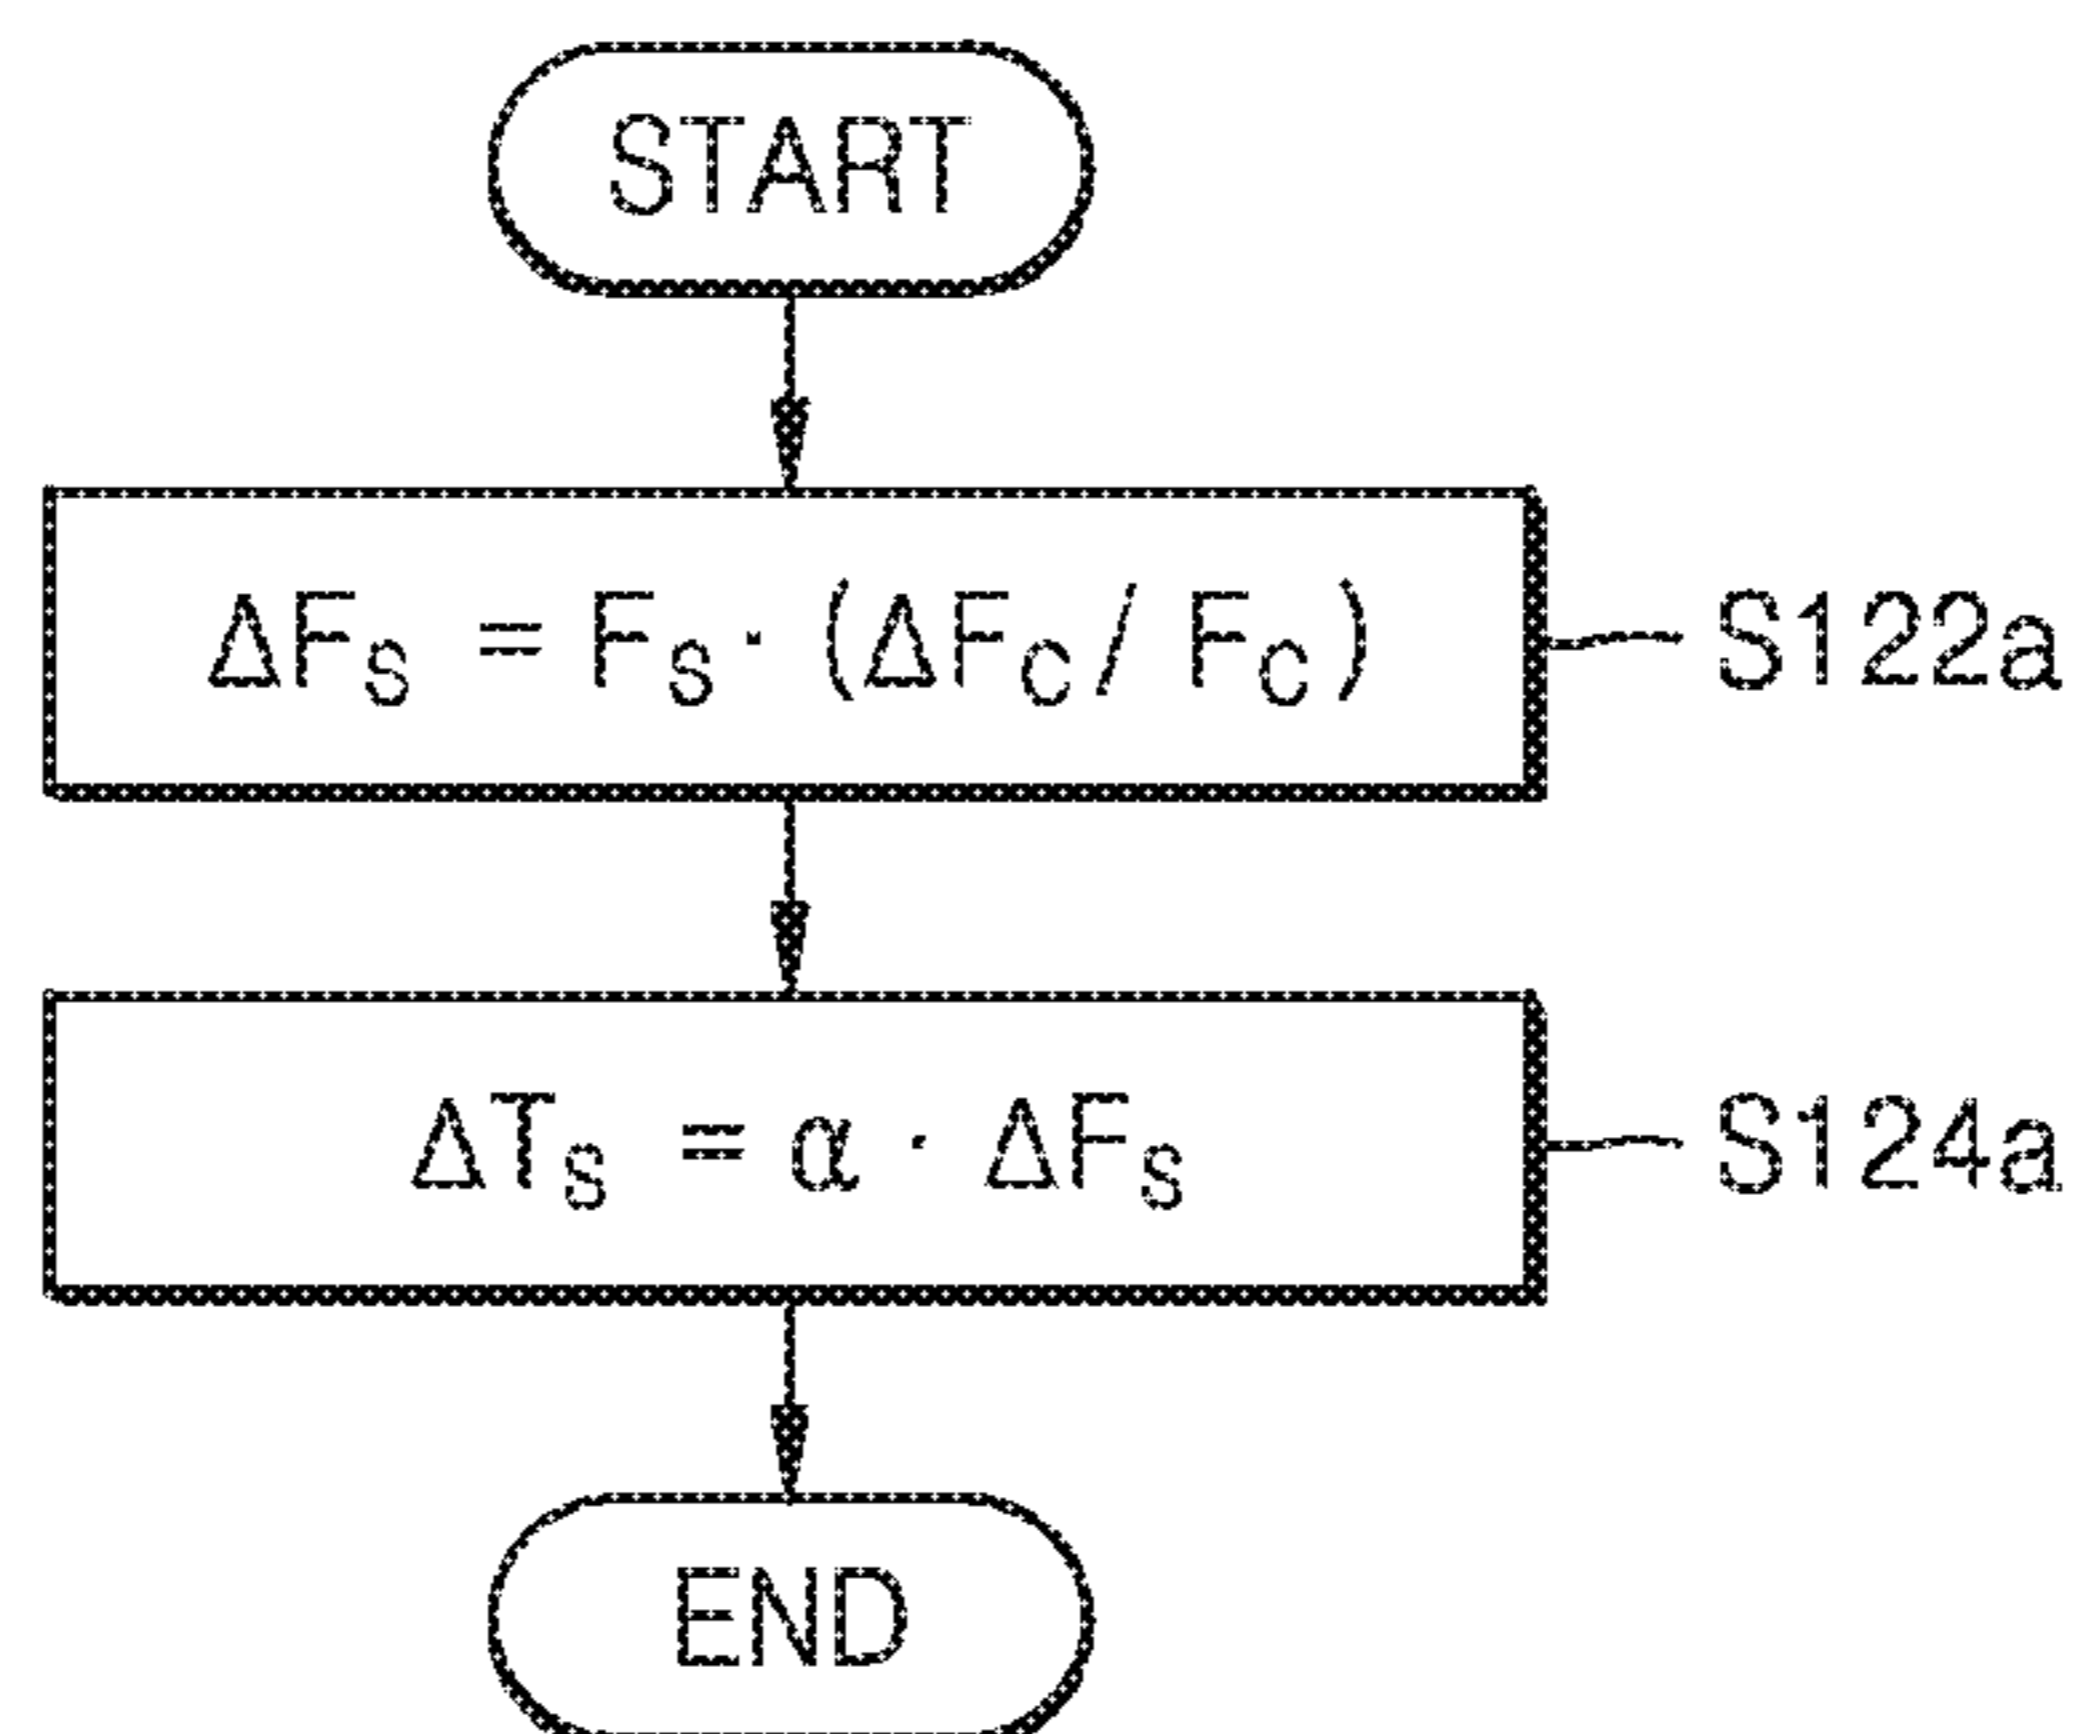 START
ΔFS = FS · (ΔFC / FC)
S122a
ΔTS = α · ΔFS
S124a
END